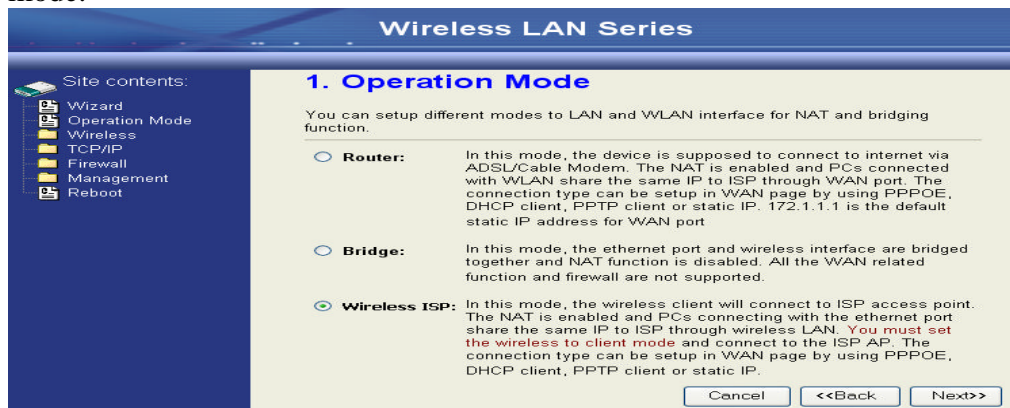 Wireless LAN Series
Site contents:
Wizard
Operation Mode
Wireless
TCP/IP
Firewall
Management
Reboot
1. Operation Mode
You can setup different modes to LAN and WLAN interface for NAT and bridging
function.
Router: In this mode, the device is supposed to connect to internet via
ADSL/Cable Modem. The NAT is enabled and PCs connected
with WLAN share the same IP to ISP through WAN port. The
connection type can be setup in WAN page by using PPPOE,
DHCP client, PPTP client or static IP. 172.1.1.1 is the default
static IP address for WAN port
Bridge: In this mode, the ethernet port and wireless interface are bridged
together and NAT function is disabled. All the WAN related
function and firewall are not supported.
Wireless ISP: In this mode, the wireless client will connect to ISP access point.
The NAT is enabled and PCs connecting with the ethernet port
share the same IP to ISP through wireless LAN. You must set
the wireless to client mode and connect to the ISP AP. The
connection type can be setup in WAN page by using PPPOE,
DHCP client, PPTP client or static IP.
Cancel <<Back Next>>